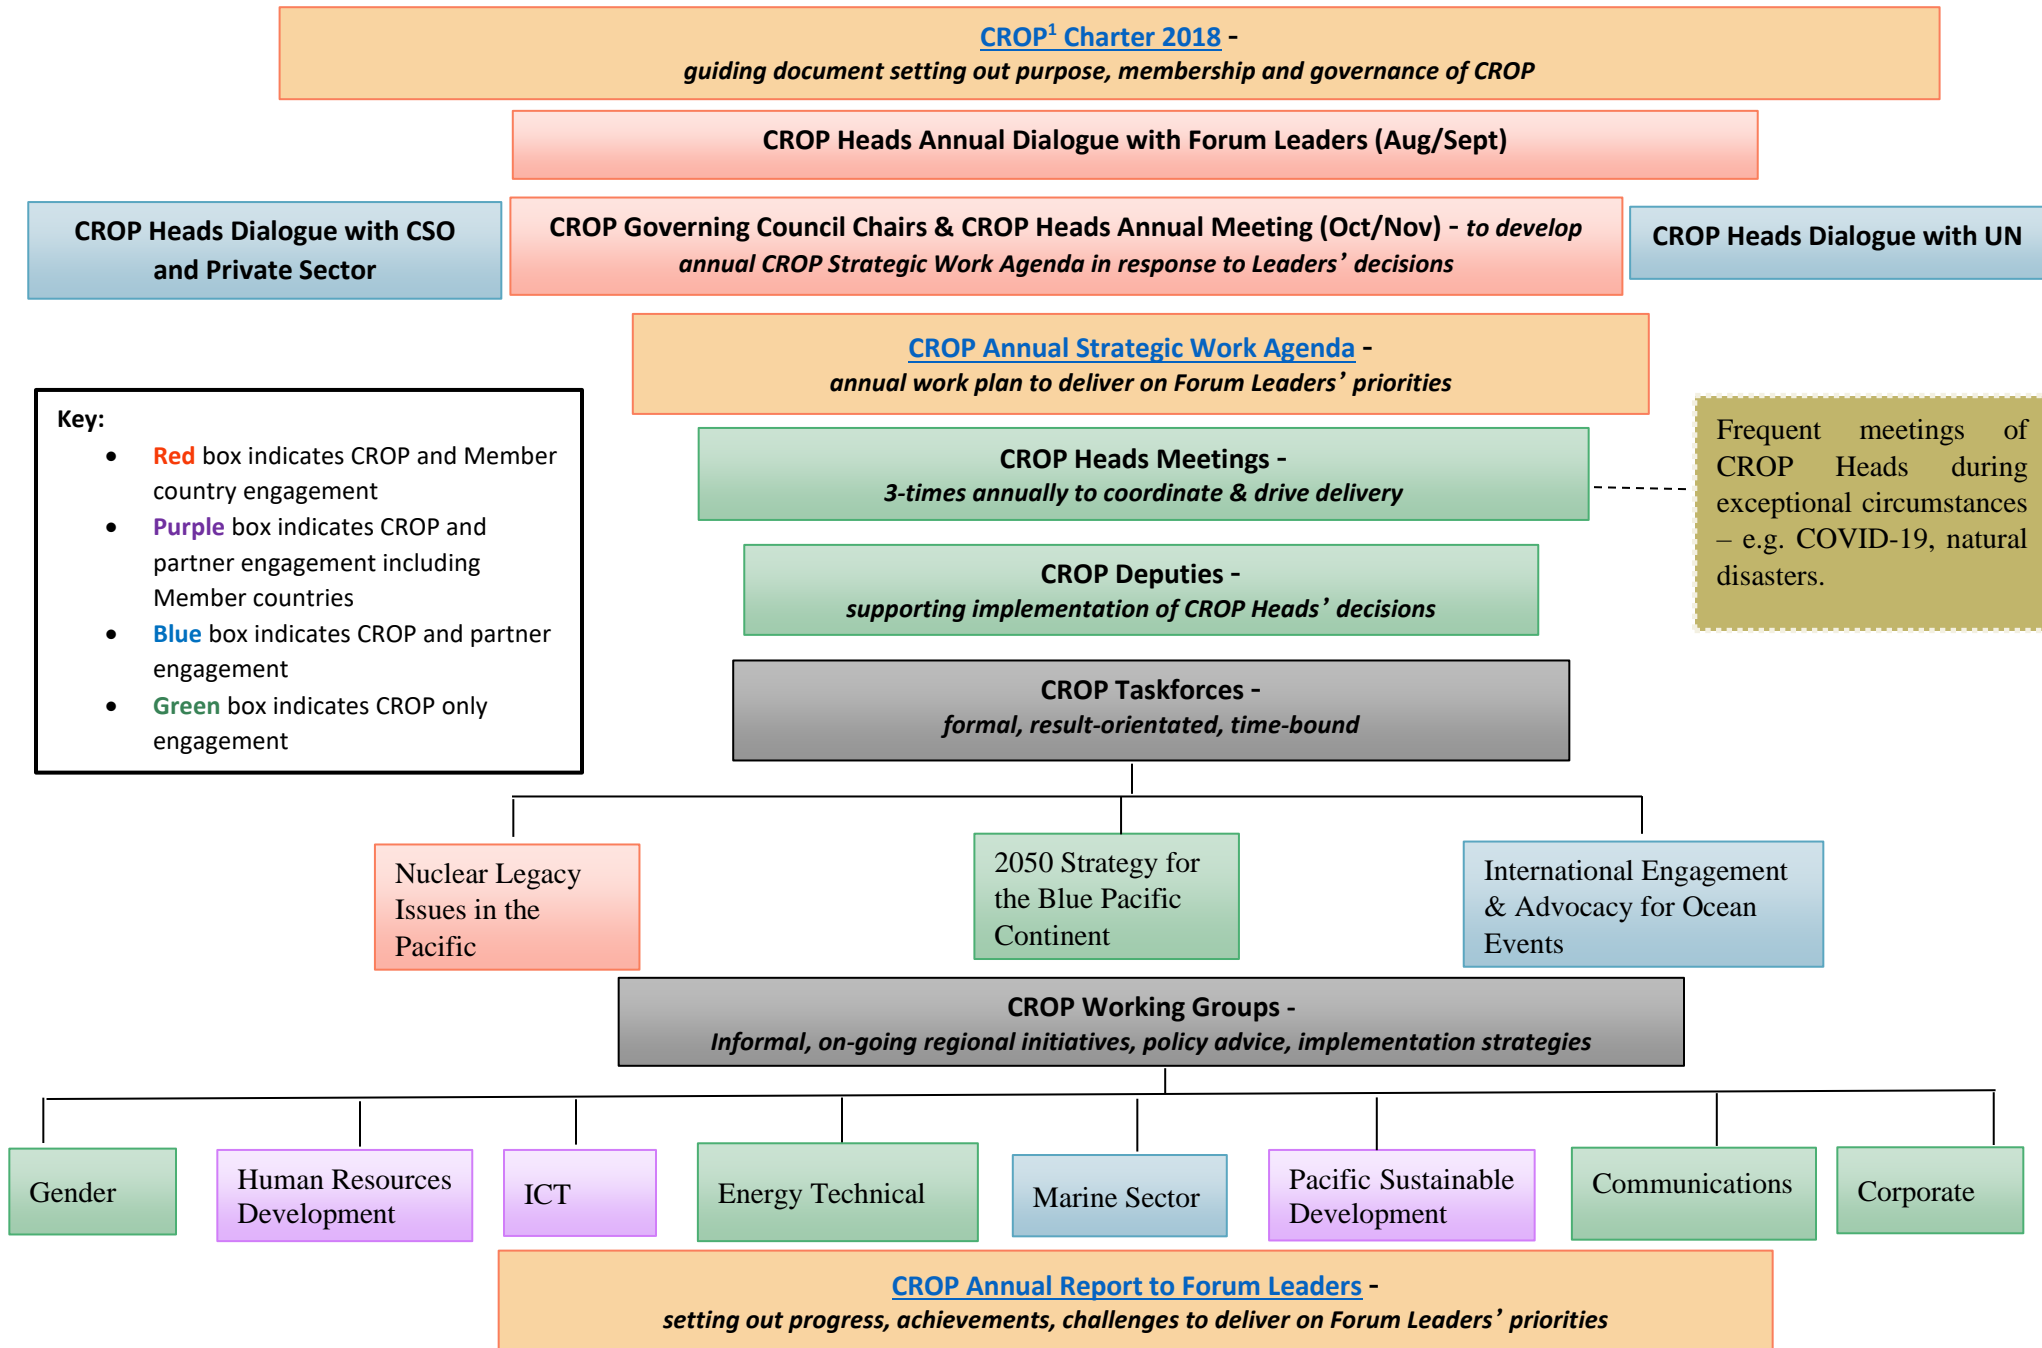 CROP¹ Charter 2018 -
guiding document setting out purpose, membership and governance of CROP
CROP Heads Annual Dialogue with Forum Leaders (Aug/Sept)
CROP Heads Dialogue with CSO
and Private Sector
CROP Governing Council Chairs & CROP Heads Annual Meeting (Oct/Nov) - to develop
annual CROP Strategic Work Agenda in response to Leaders’ decisions
CROP Heads Dialogue with UN
CROP Annual Strategic Work Agenda -
annual work plan to deliver on Forum Leaders’ priorities
Key:
• Red box indicates CROP and Member
country engagement
• Purple box indicates CROP and
partner engagement including
Member countries
• Blue box indicates CROP and partner
engagement
• Green box indicates CROP only
engagement
CROP Heads Meetings -
3-times annually to coordinate & drive delivery
Frequent meetings of
CROP Heads during
exceptional circumstances
– e.g. COVID-19, natural
disasters.
CROP Deputies -
supporting implementation of CROP Heads’ decisions
CROP Taskforces -
formal, result-orientated, time-bound
Nuclear Legacy
Issues in the
Pacific
2050 Strategy for
the Blue Pacific
Continent
International Engagement
& Advocacy for Ocean
Events
CROP Working Groups -
Informal, on-going regional initiatives, policy advice, implementation strategies
Gender
Human Resources
Development
ICT
Energy Technical
Marine Sector
Pacific Sustainable
Development
Communications
Corporate
CROP Annual Report to Forum Leaders -
setting out progress, achievements, challenges to deliver on Forum Leaders’ priorities